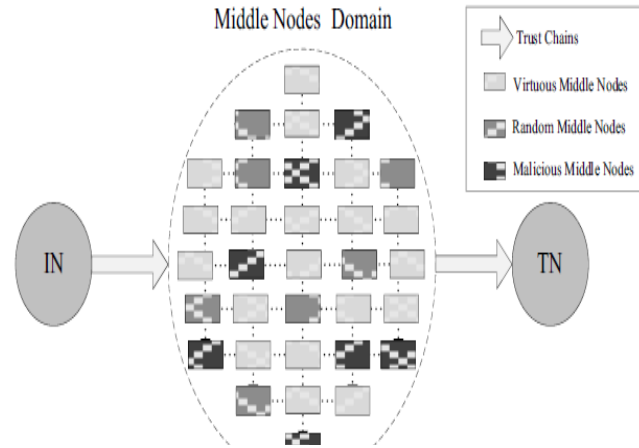 Middle Nodes Domain
Trust Chains
Virtuous Middle Nodes
Random Middle Nodes
Malicious Middle Nodes
IN
TN